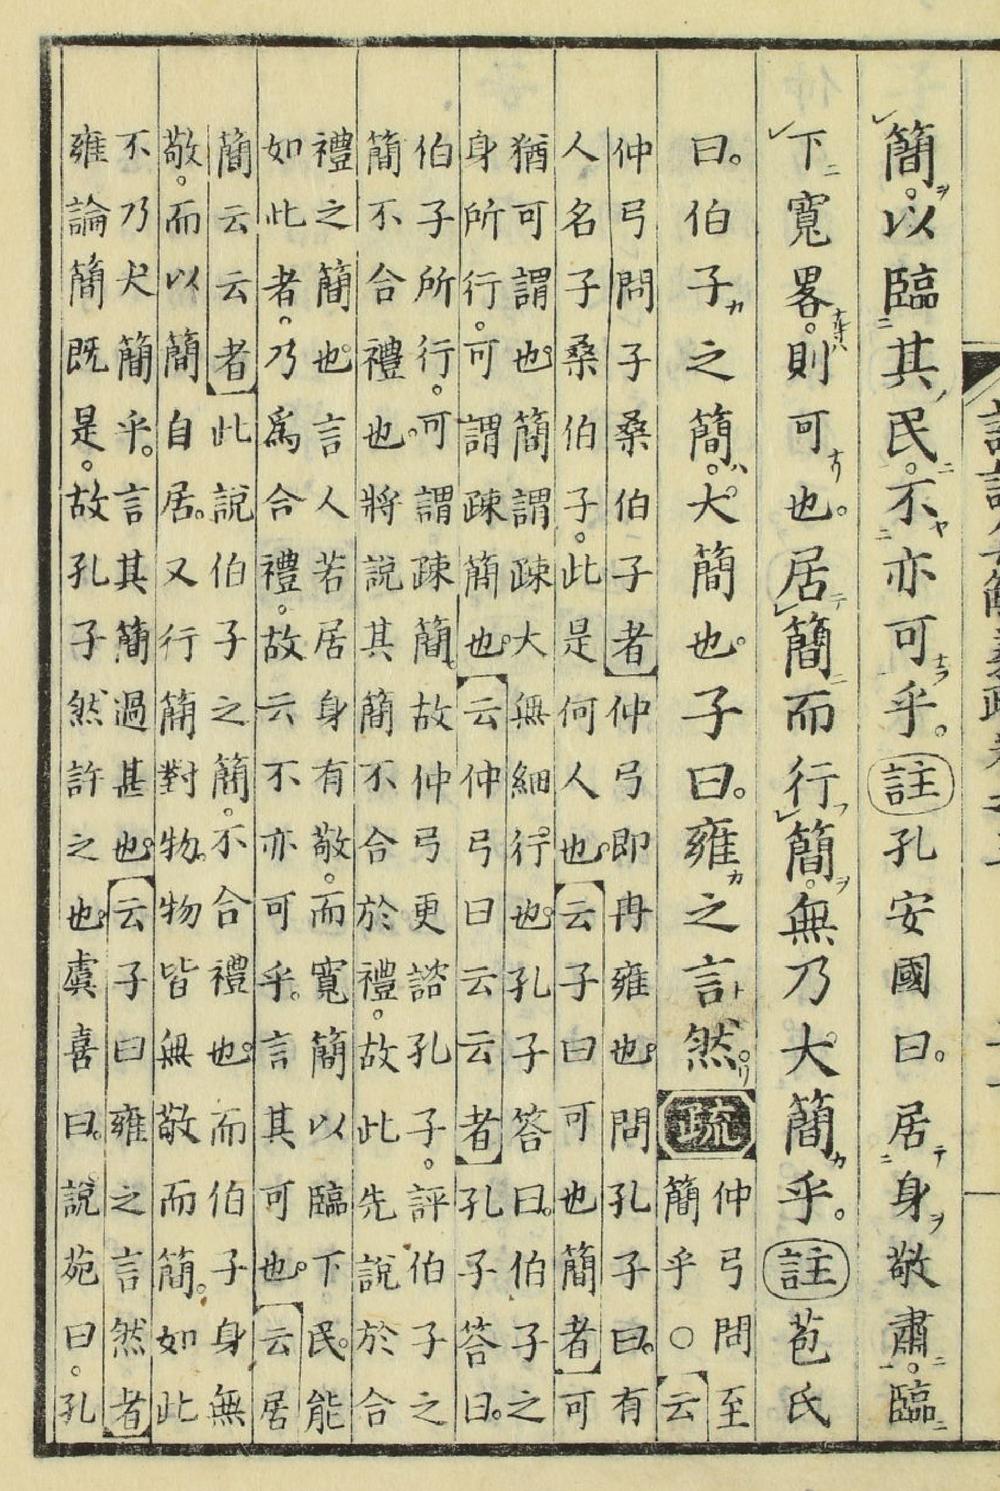 簡。以臨其民。不亦可乎。註孔安國曰。居身敬肅。臨
下寬畧。則可也。居簡而行簡。無乃大簡乎。註苞氏
曰。伯子之簡。大簡也。子曰。雍之言然。疏
仲弓問至
簡乎○云
仲弓問子桑伯子者仲弓即冉雍也。問孔子曰。有
人名子桑伯子。此是何人也。云子曰可也簡者可
猶可謂也。簡謂疎大無細行也。孔子答曰。伯子之
身所行。可謂疎簡也。云仲弓曰云云者孔子答曰。
伯子所行。可謂疎簡。故仲弓更諮孔子。評伯子之
簡不合禮也。將說其簡不合於禮。故此先說於合
禮之簡也。言人若居身有敬。而寬簡以臨下民。能
如此者。乃爲合禮。故云不亦可乎。言其可也。云居
簡云云者此說伯子之簡。不合禮也。而伯子身無
敬。而以簡自居。又行簡對物。物皆無敬而簡。如此
不乃大簡乎。言其簡過甚也。云子曰雍之言然者
雍論簡既是。故孔子然許之也。虞喜曰。說苑曰。孔